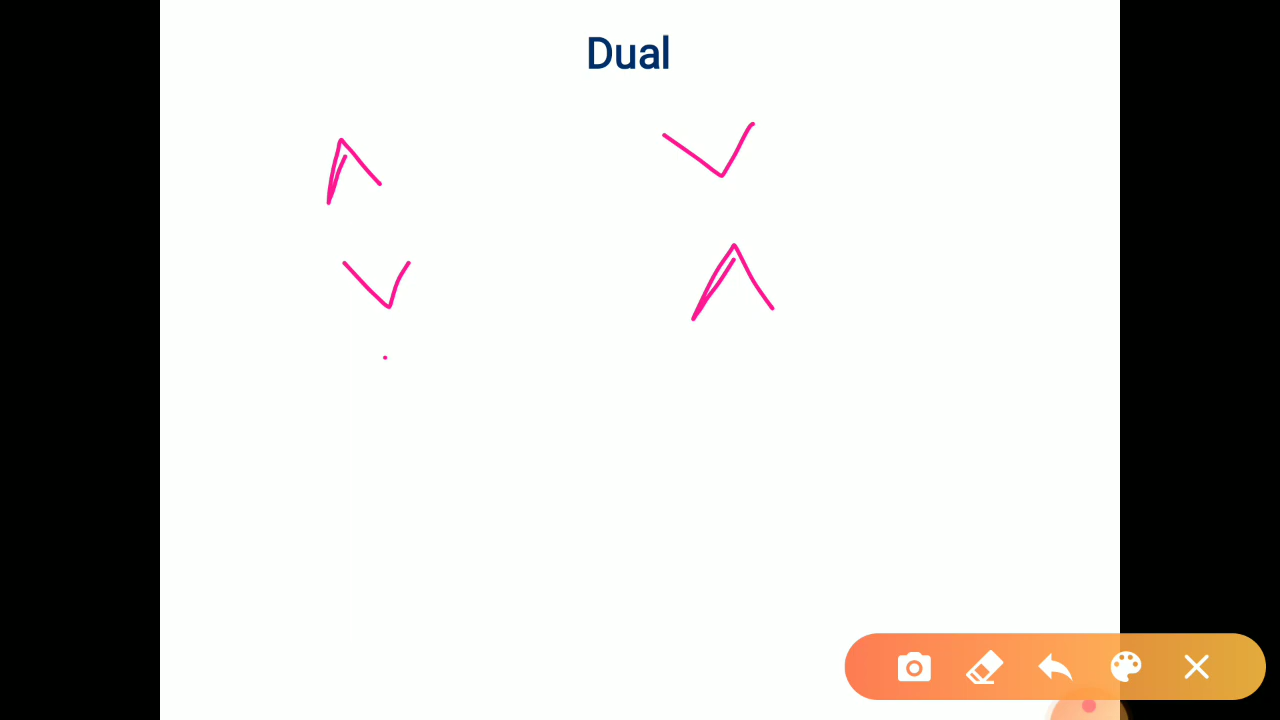 Dual
∧ ∨
∨ ∧
.